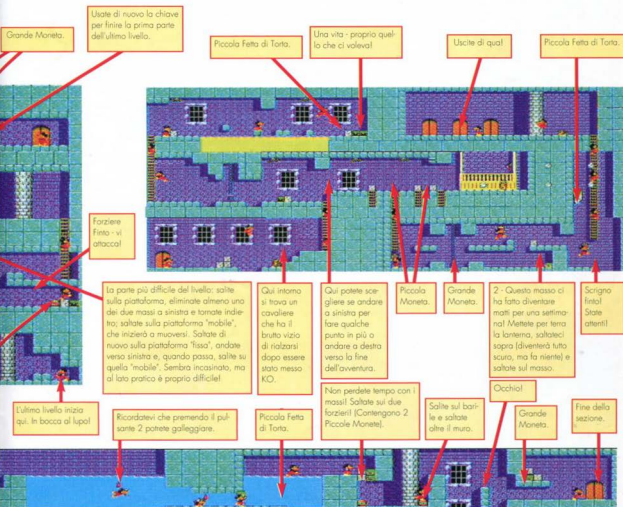 Grande Moneta.
Usate di nuovo la chiave
per finire la prima parte
dell'ultimo livello.
Piccola Fetta di Torta.
Una vita - proprio quel-
lo che ci voleva!
Uscite di qua!
Piccola Fetta di Torta.
Forziere
Finto - vi
attacca!
La parte più difficile del livello: salite
sulla piattaforma, eliminate almeno uno
dei due massi a sinistra e tornate indie-
tro; saltate sulla piattaforma "mobile",
che inizierà a muoversi. Saltate di
nuovo sulla piattaforma "fissa", andate
verso sinistra e, quando passa, salite su
quella "mobile". Sembra incasinato, ma
al lato pratico è proprio difficile!
Qui intorno
si trova un
cavaliere
che ha il
brutto vizio
di rialzarsi
dopo essere
stato messo
KO.
Qui potete sce-
gliere se andare
a sinistra per
fare qualche
punto in più o
andare a destra
verso la fine
dell'avventura.
Piccola
Moneta.
Grande
Moneta.
2 - Questo masso ci
ha fatto diventare
matti per una settima-
na! Mettete per terra
la lanterna, saltateci
sopra (diventerà tutto
scuro, ma fa niente) e
saltate sul masso.
Scrigno
finto!
State
attenti!
L'ultimo livello inizia
qui. In bocca al lupo!
Ricordatevi che premendo il pul-
sante 2 potrete galleggiare.
Piccola Fetta
di Torta.
Non perdete tempo con i
massi! Saltate sui due
forzieri! (Contengono 2
Piccole Monete).
Salite sul bari-
le e saltate
oltre il muro.
Occhio!
Grande
Moneta.
Fine della
sezione.